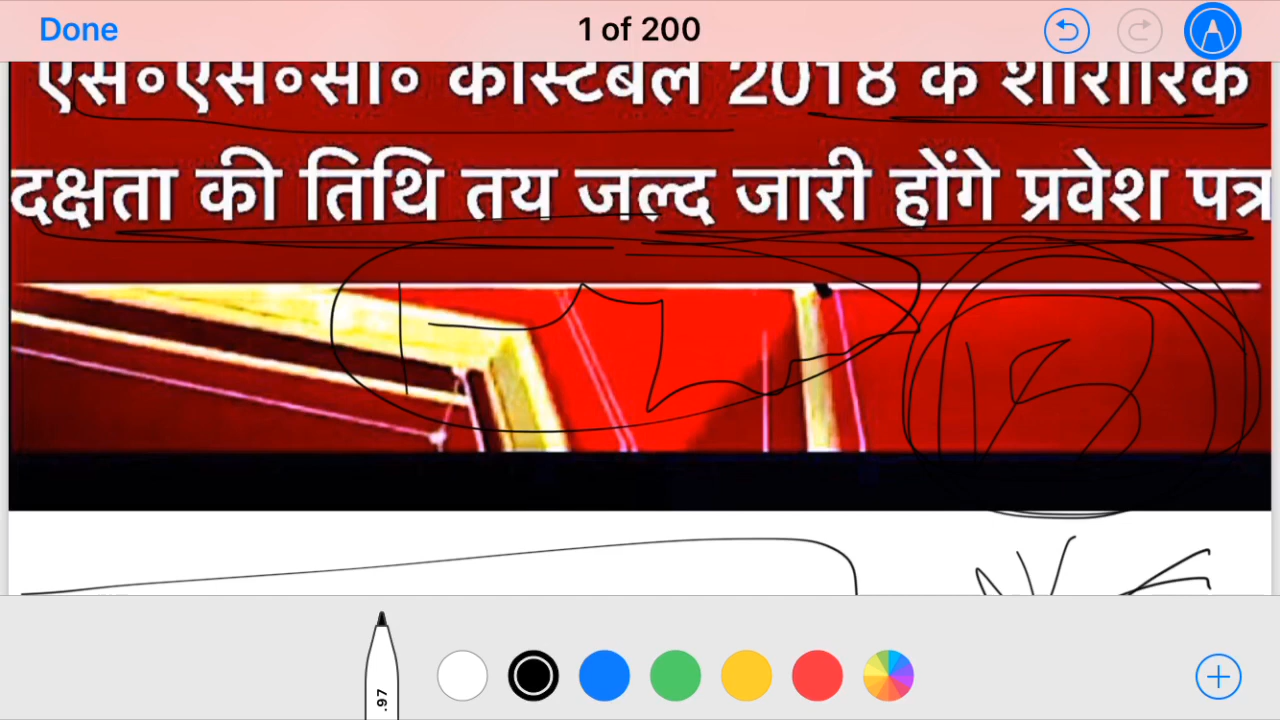 Done 1 of 200
एस०एस०सी० कांस्टेबल 2018 के शारीरिक
दक्षता की तिथि तय जल्द जारी होंगे प्रवेश पत्र
.97